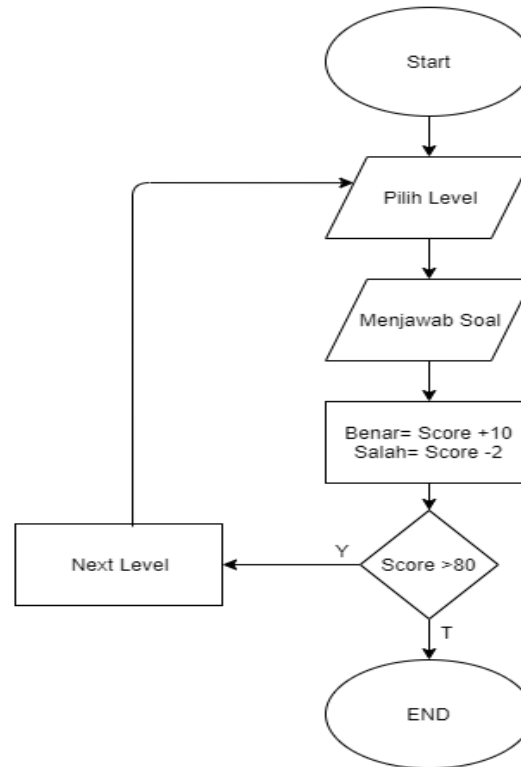 Start
Pilih Level
Menjawab Soal
Benar= Score +10
Salah= Score -2
Score >80
Y
Next Level
T
END